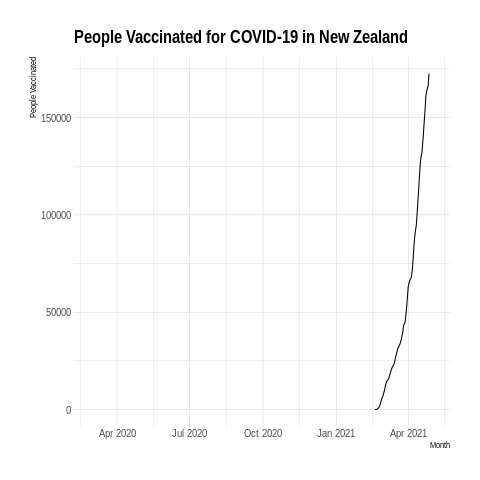 People Vaccinated for COVID-19 in New Zealand
People Vaccinated
150000
100000
50000
0
Apr 2020 Jul 2020 Oct 2020 Jan 2021 Apr 2021
Month